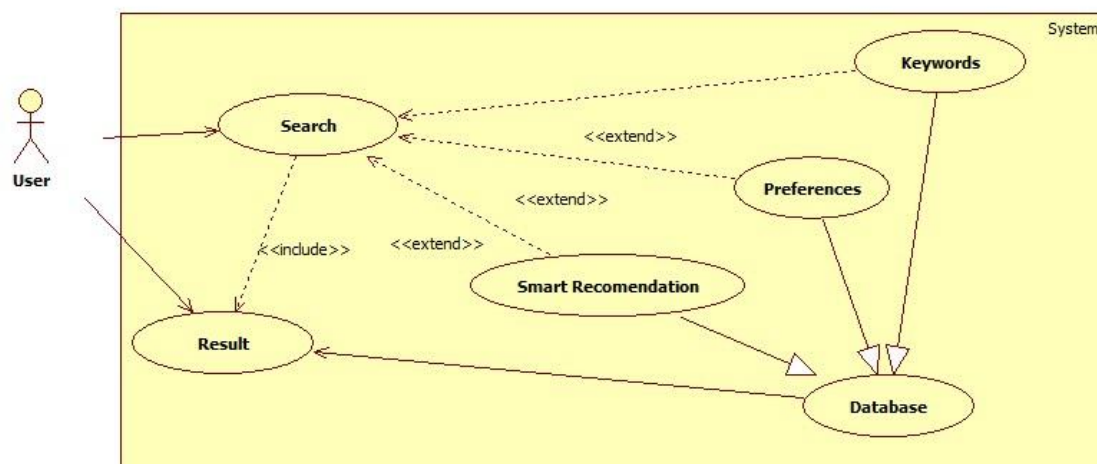 System
Keywords
Search
<<extend>>
User
Preferences
<<extend>>
<<include>>
<<extend>>
Smart Recomendation
Result
Database